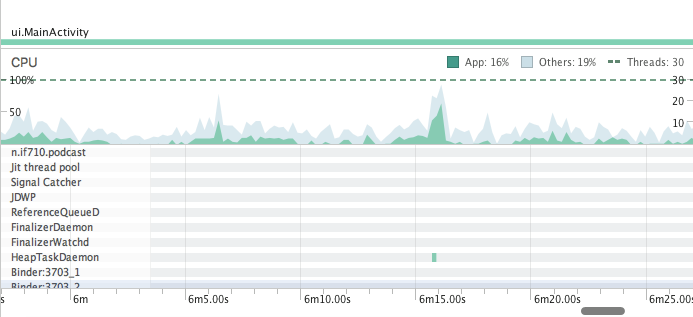 ui.MainActivity
CPU App: 16% Others: 19% Threads: 30
100% 30
20
50
10
n.if710.podcast
Jit thread pool
Signal Catcher
JDWP
ReferenceQueueD
FinalizerDaemon
FinalizerWatchd
HeapTaskDaemon
Binder:3703_1
Binder:3703_2
s 6m 6m5.00s 6m10.00s 6m15.00s 6m20.00s 6m25.00s